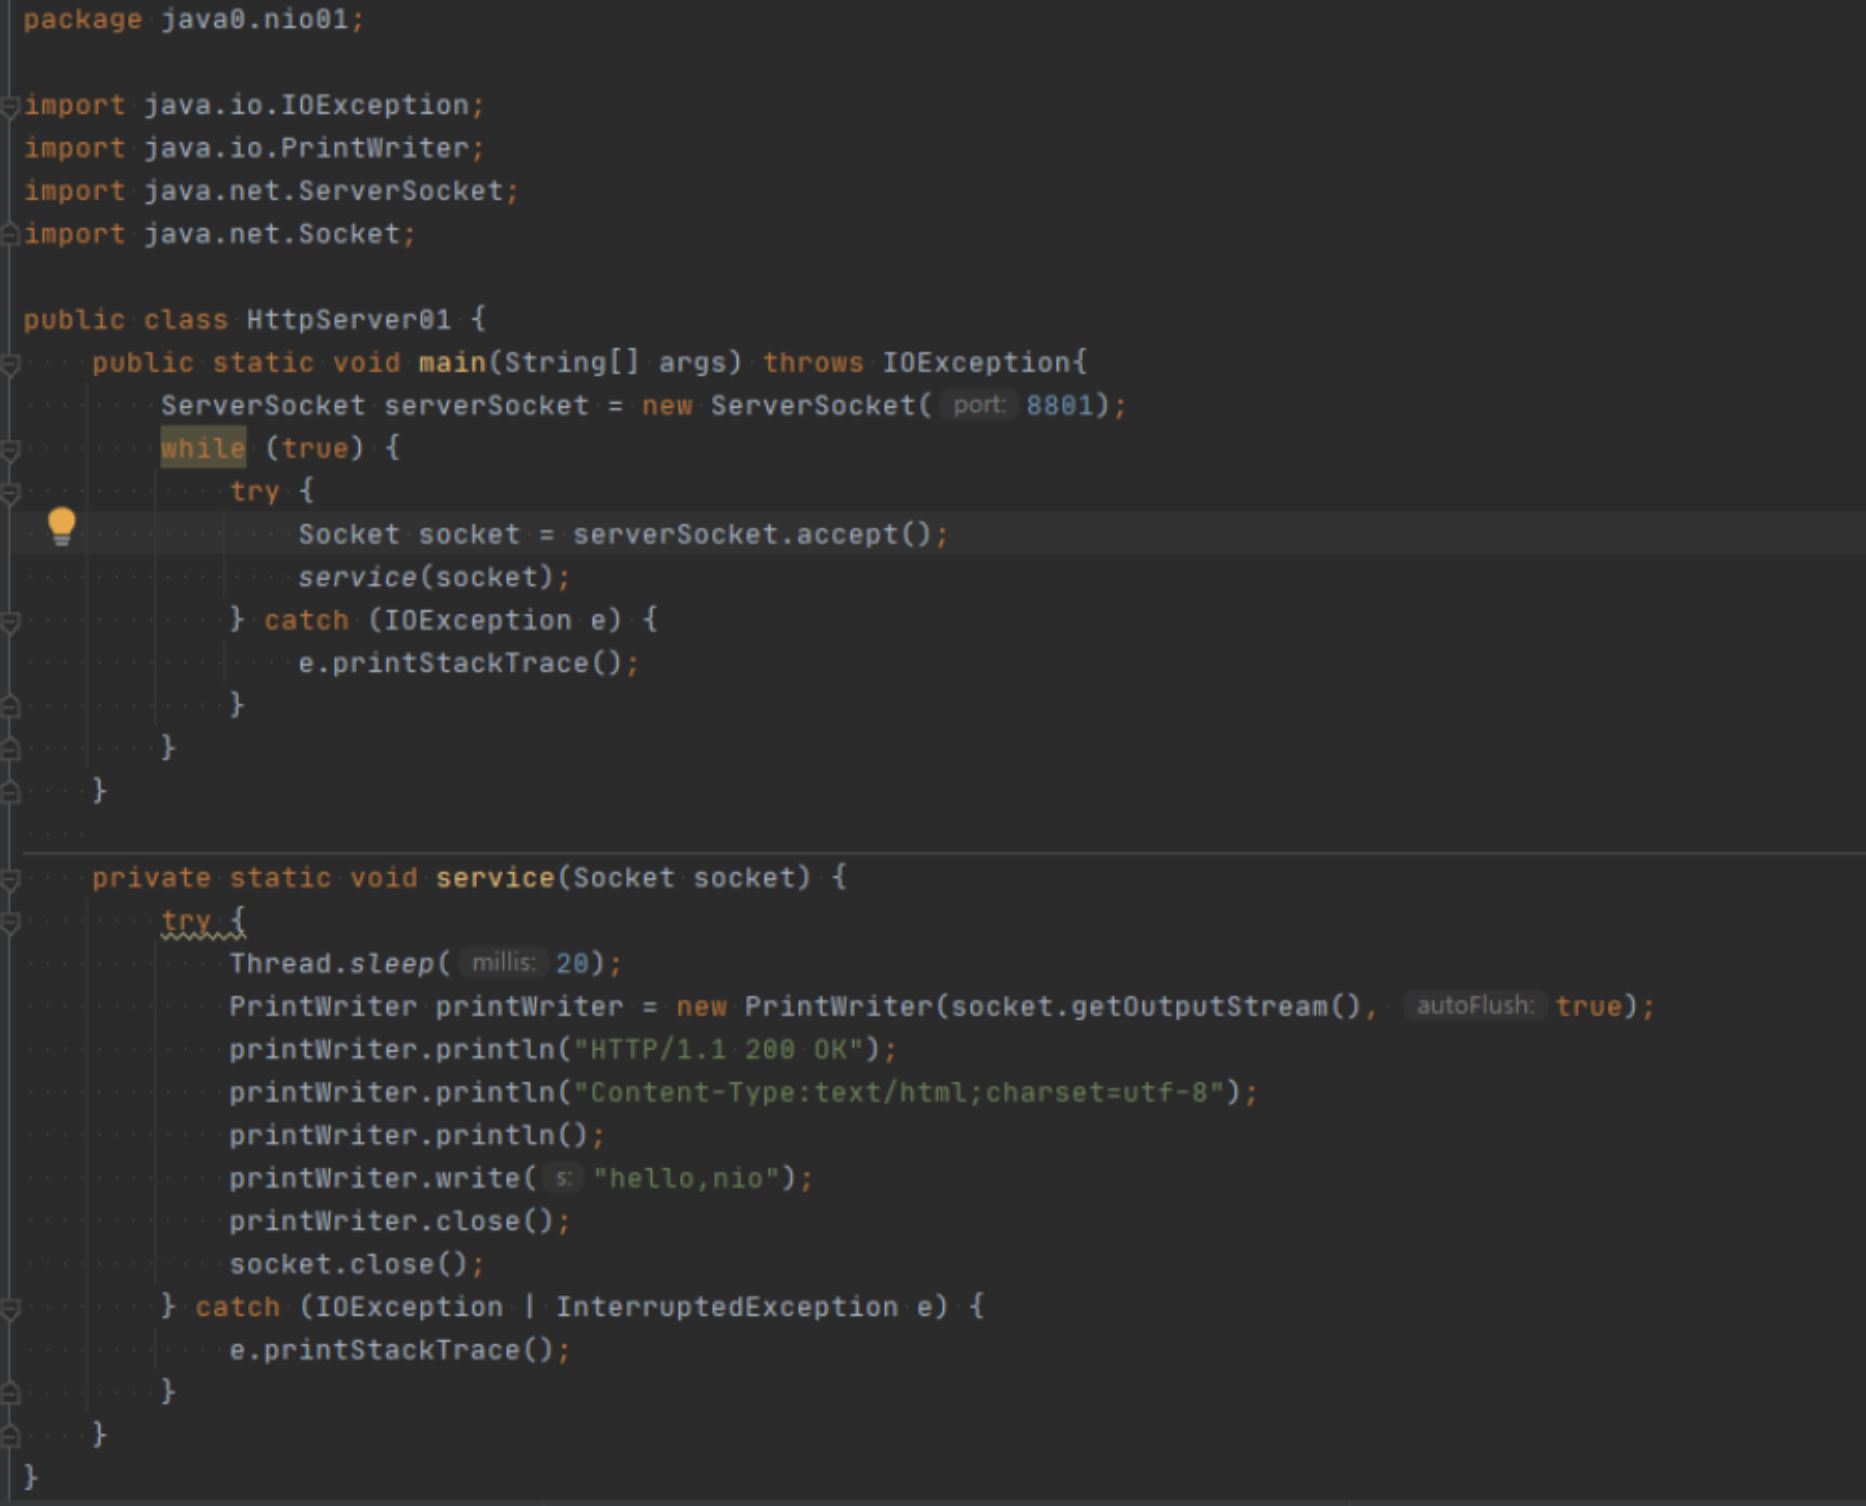 package java0.nio01;
import java.io.IOException;
import java.io.PrintWriter;
import java.net.ServerSocket;
import java.net.Socket;
public class HttpServer01 {
public static void main(String[] args) throws IOException{
ServerSocket serverSocket = new ServerSocket( port: 8801);
while (true) {
try {
Socket socket = serverSocket.accept();
service(socket);
} catch (IOException e) {
e.printStackTrace();
}
}
}
private static void service(Socket socket) {
try {
Thread.sleep( millis: 20);
PrintWriter printWriter = new PrintWriter(socket.getOutputStream(), autoFlush: true);
printWriter.println("HTTP/1.1 200 OK");
printWriter.println("Content-Type:text/html;charset=utf-8");
printWriter.println();
printWriter.write( s: "hello,nio");
printWriter.close();
socket.close();
} catch (IOException | InterruptedException e) {
e.printStackTrace();
}
}
}